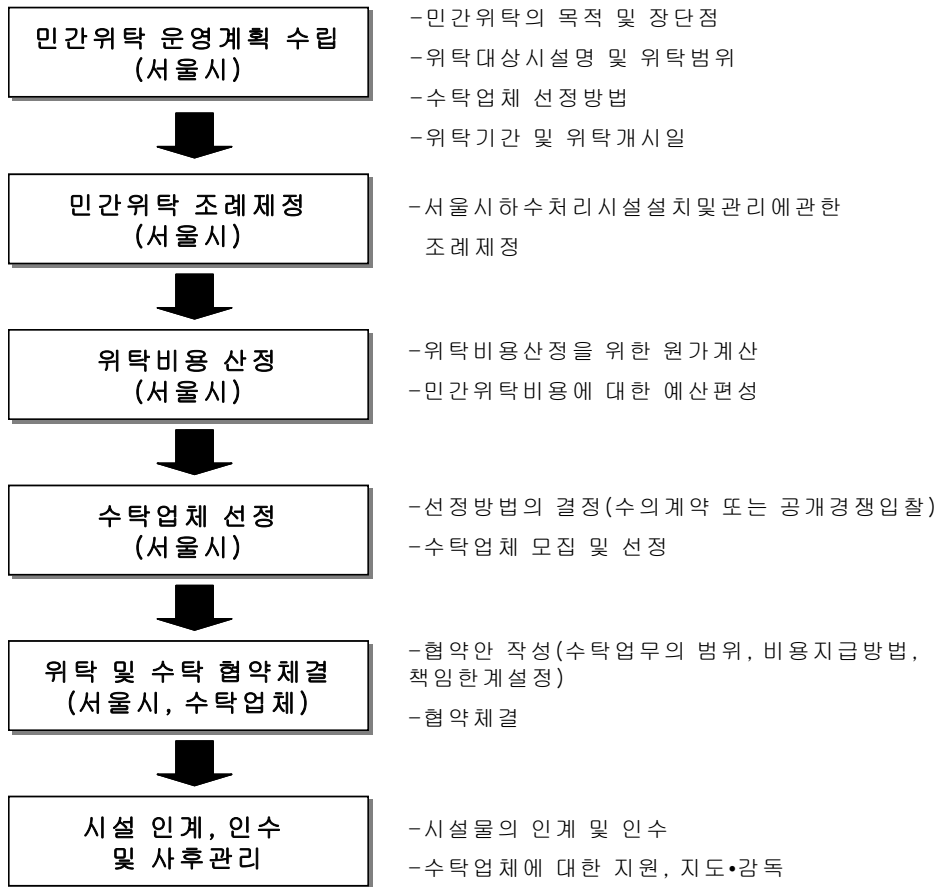 민간위탁 운영계획 수립
(서울시)
-민간위탁의 목적 및 장단점
-위탁대상시설명 및 위탁범위
-수탁업체 선정방법
-위탁기간 및 위탁개시일
민간위탁 조례제정
(서울시)
-서울시하수처리시설설치및관리에관한
조례제정
위탁비용 산정
(서울시)
-위탁비용산정을 위한 원가계산
-민간위탁비용에 대한 예산편성
수탁업체 선정
(서울시)
-선정방법의 결정(수의계약 또는 공개경쟁입찰)
-수탁업체 모집 및 선정
위탁 및 수탁 협약체결
(서울시, 수탁업체)
-협약안 작성(수탁업무의 범위, 비용지급방법,
책임한계설정)
-협약체결
시설 인계, 인수
및 사후관리
-시설물의 인계 및 인수
-수탁업체에 대한 지원, 지도•감독